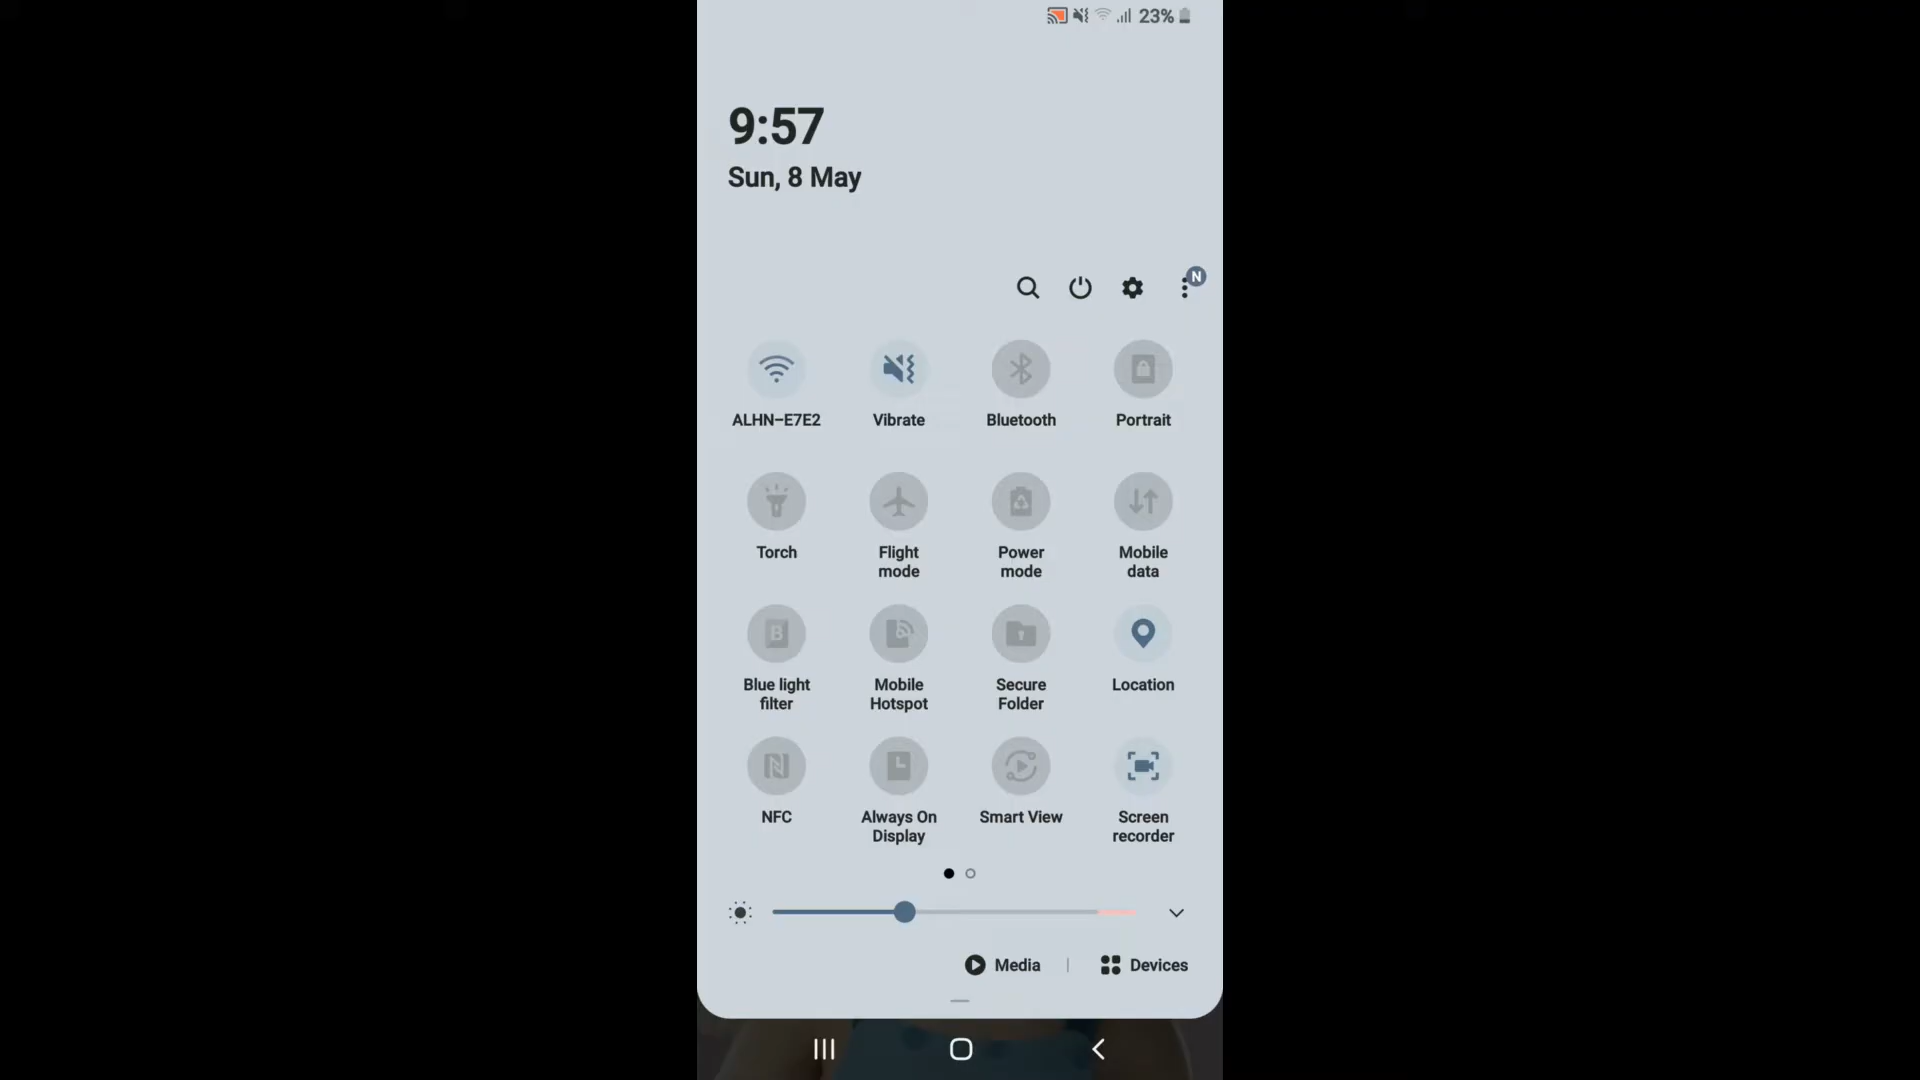 23%
9:57
Sun, 8 May
N
ALHN-E7E2
Vibrate
Bluetooth
Portrait
Torch
Flight
mode
Power
mode
Mobile
data
Blue light
filter
Mobile
Hotspot
Secure
Folder
Location
NFC
Always On
Display
Smart View
Screen
recorder
Media
Devices